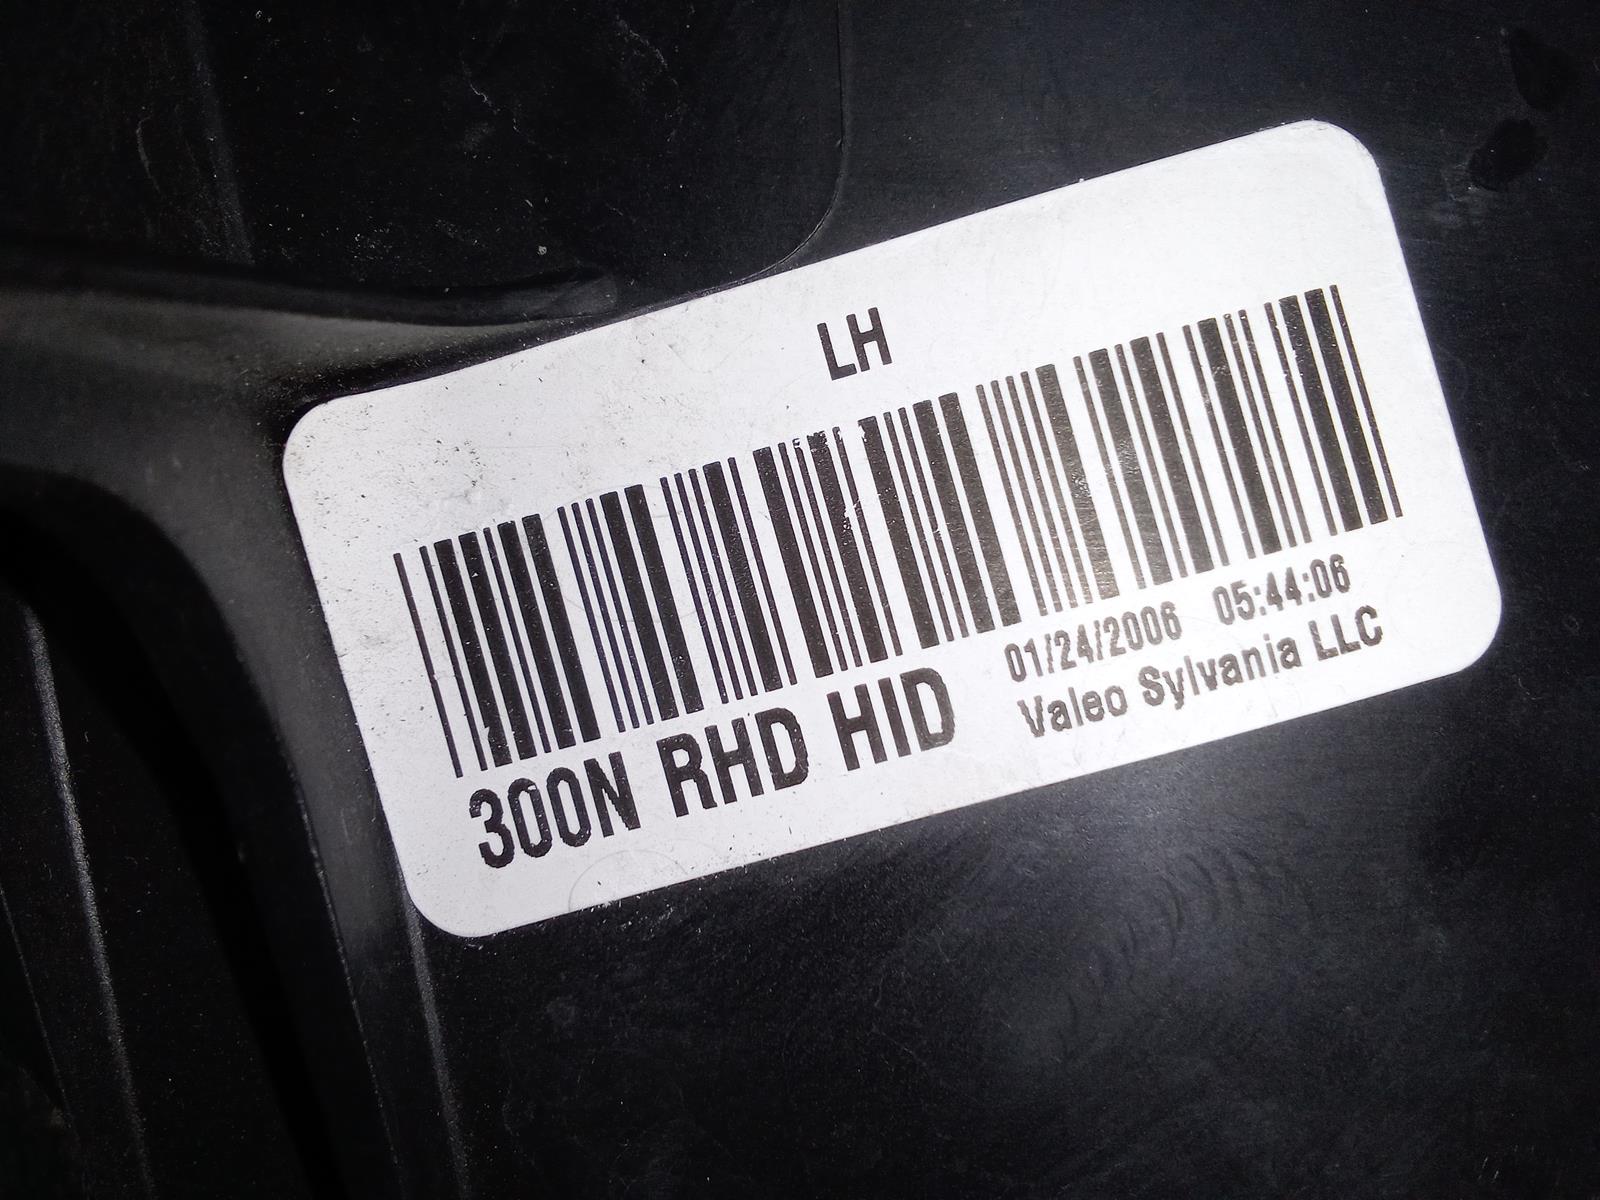 LH
300N RHD HID
01/24/2006 05:44:06
Valeo Sylvania LLC